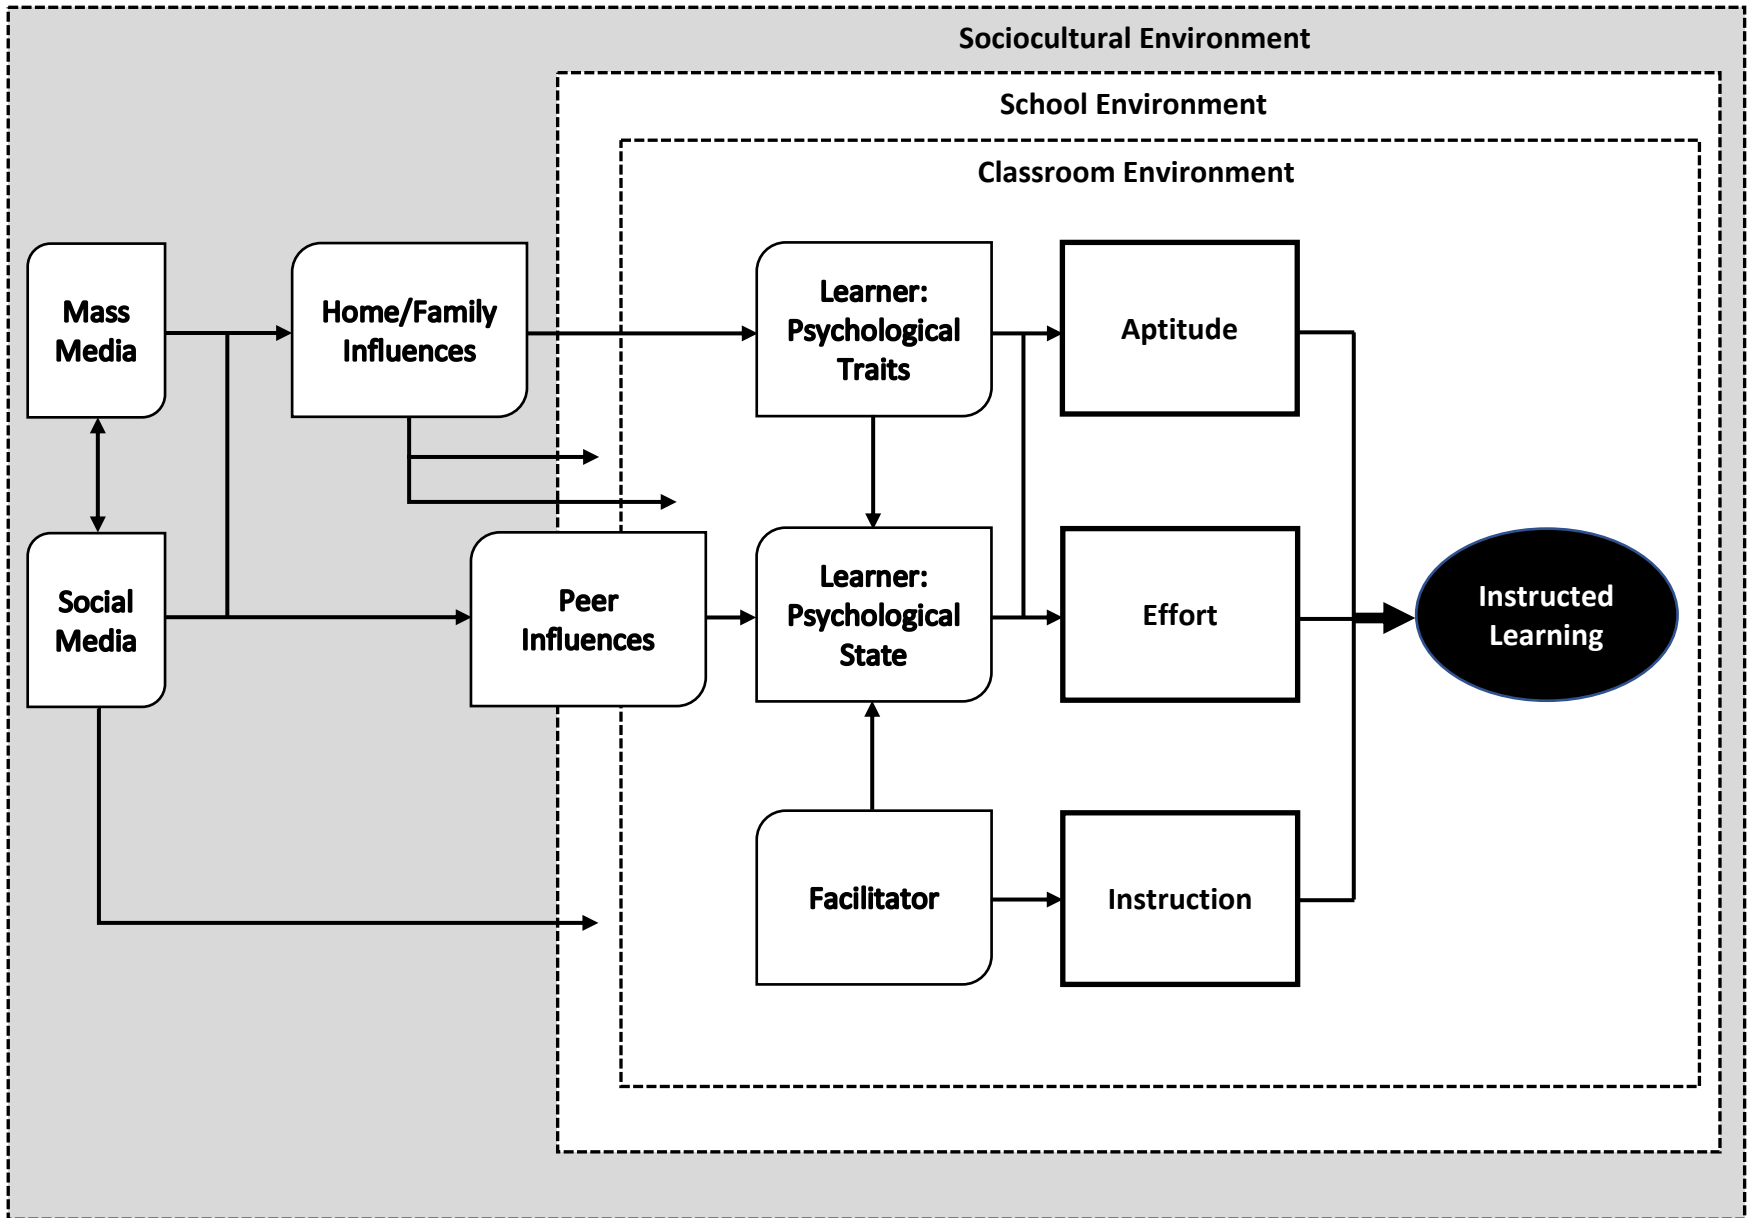 Sociocultural Environment
School Environment
Classroom Environment
Mass
Media
Home/Family
Influences
Learner:
Psychological
Traits
Aptitude
Social
Media
Peer
Influences
Learner:
Psychological
State
Effort
Instructed
Learning
Facilitator
Instruction